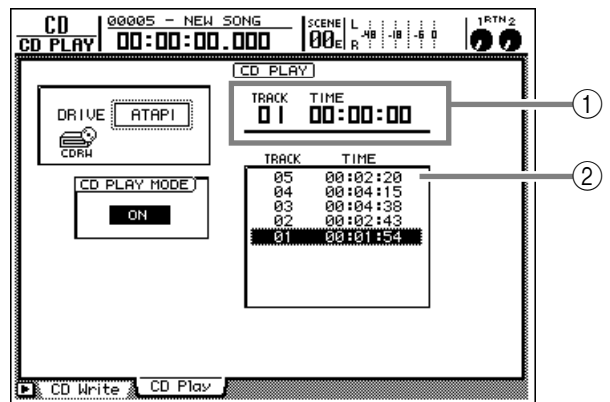 CD
CD PLAY
00005 - NEW SONG
00:00:00.000
SCENE
00E
L
R
-48 -18 -6 0
1RTN2
CD PLAY
DRIVE ATAPI
CDRW
TRACK TIME
01 00:00:00
①
TRACK TIME
05 00:02:20
04 00:04:15
03 00:04:38
02 00:02:43
01 00:01:54
②
CD PLAY MODE
ON
CD Write
CD Play